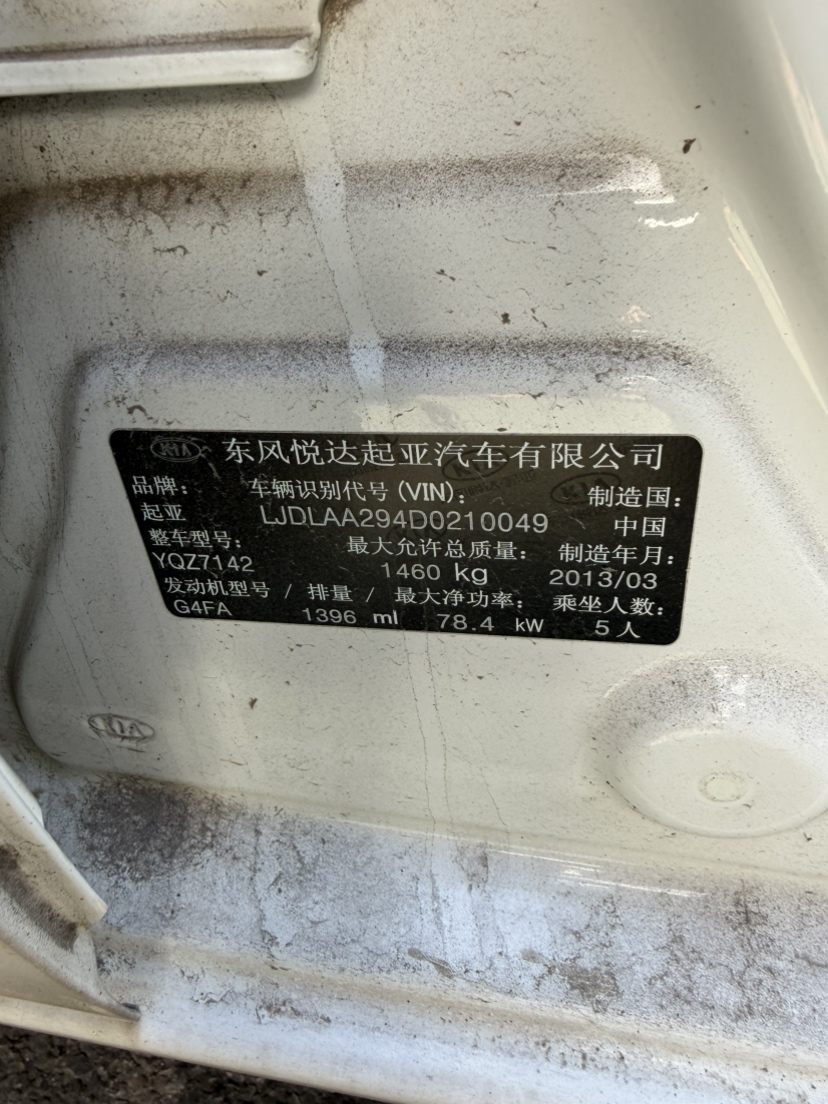 KIA 东风悦达起亚汽车有限公司
品牌: 车辆识别代号(VIN): 制造国:
起亚 LJDLAA294D0210049 中国
整车型号: 最大允许总质量: 制造年月:
YQZ7142 1460 kg 2013/03
发动机型号 / 排量 / 最大净功率: 乘坐人数:
G4FA 1396 ml 78.4 kW 5人
KIA